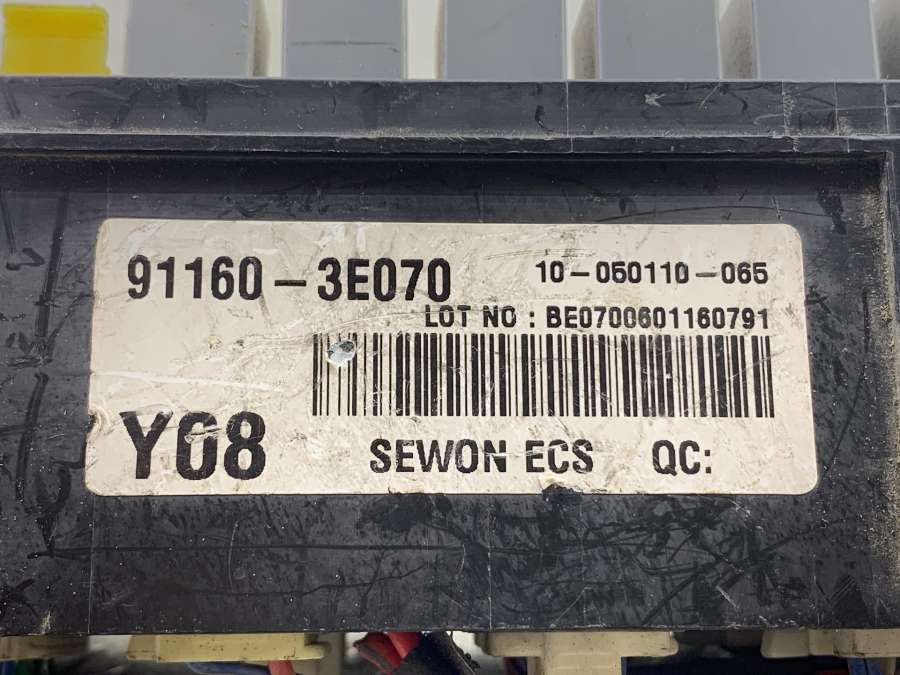 91160-3E070
10-050110-065
LOT NO : BE0700601160791
Y08
SEWON ECS QC: